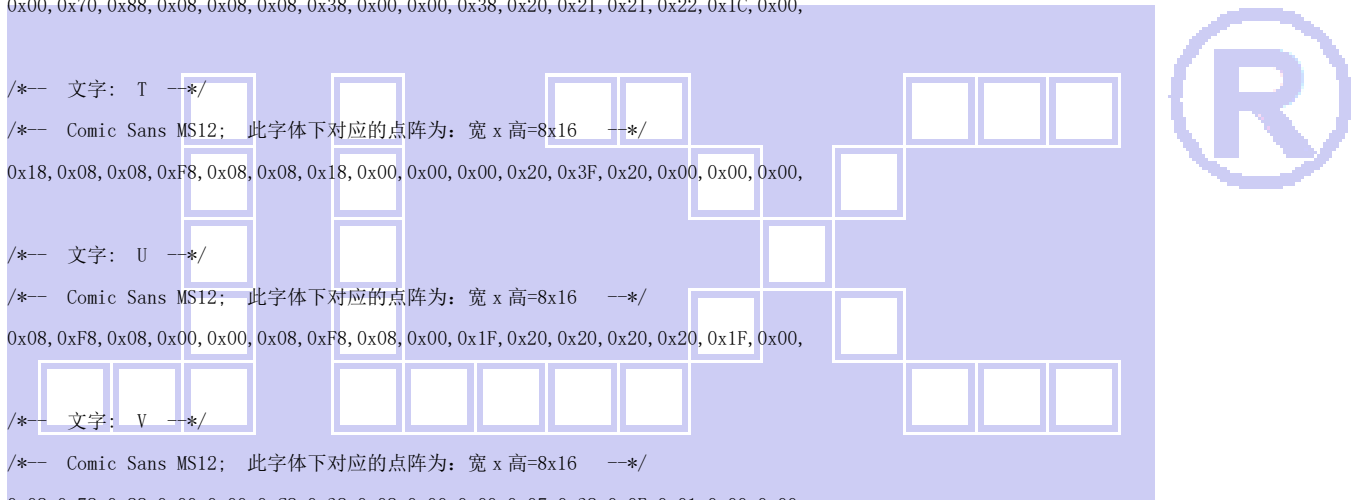 0x00,0x70,0x88,0x08,0x08,0x08,0x38,0x00,0x00,0x38,0x20,0x21,0x21,0x22,0x1C,0x00,
/*--  文字:  T  --*/
/*--  Comic Sans MS12;  此字体下对应的点阵为：宽 x 高=8x16   --*/
0x18,0x08,0x08,0xF8,0x08,0x08,0x18,0x00,0x00,0x00,0x20,0x3F,0x20,0x00,0x00,0x00,
/*--  文字:  U  --*/
/*--  Comic Sans MS12;  此字体下对应的点阵为：宽 x 高=8x16   --*/
0x08,0xF8,0x08,0x00,0x00,0x08,0xF8,0x08,0x00,0x1F,0x20,0x20,0x20,0x20,0x1F,0x00,
/*--  文字:  V  --*/
/*--  Comic Sans MS12;  此字体下对应的点阵为：宽 x 高=8x16   --*/
®